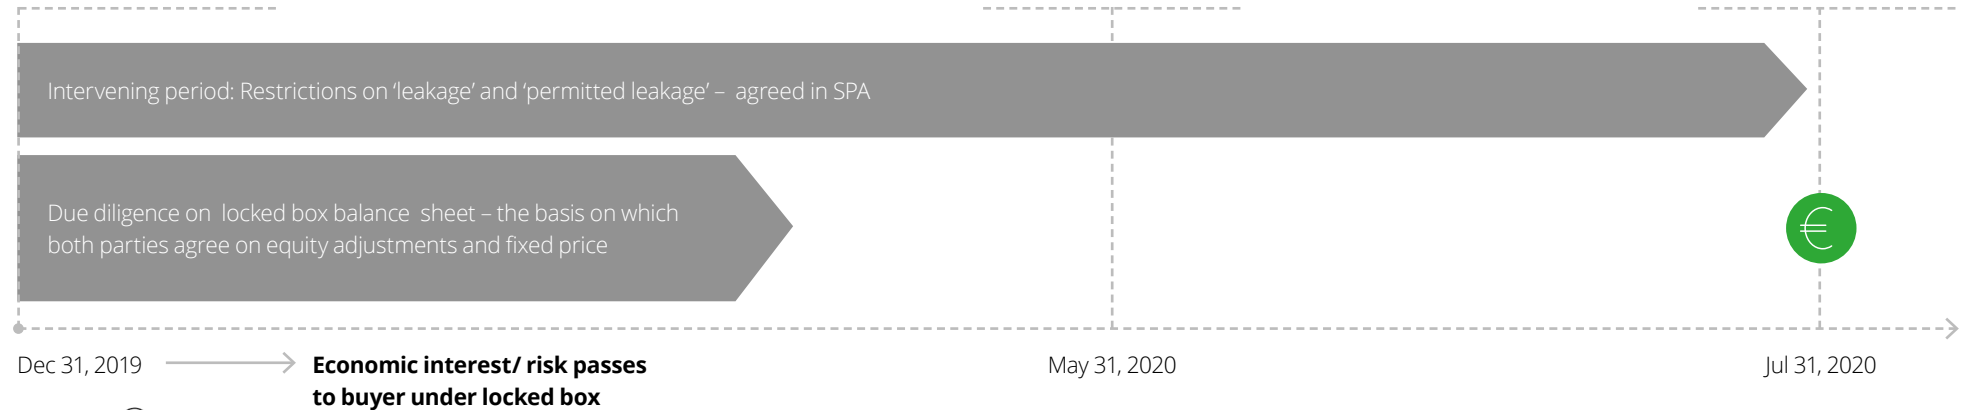 Intervening period: Restrictions on ‘leakage’ and ‘permitted leakage’ – agreed in SPA
Due diligence on locked box balance sheet – the basis on which
both parties agree on equity adjustments and fixed price
€
Dec 31, 2019
Economic interest/ risk passes
to buyer under locked box
May 31, 2020
Jul 31, 2020